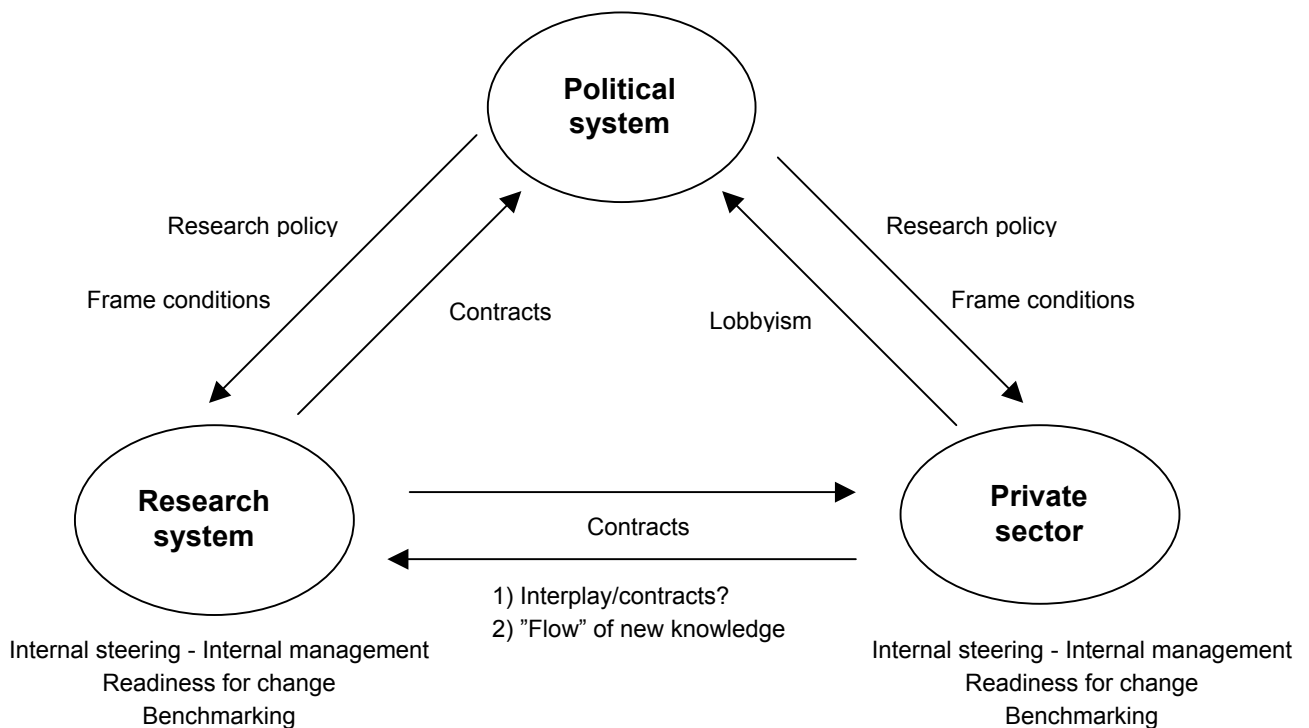 Political
system
Research policy
Research policy
Frame conditions
Frame conditions
Contracts
Lobbyism
Research
system
Private
sector
Contracts
1) Interplay/contracts?
2) ”Flow” of new knowledge
Internal steering - Internal management
Readiness for change
Benchmarking
Internal steering - Internal management
Readiness for change
Benchmarking